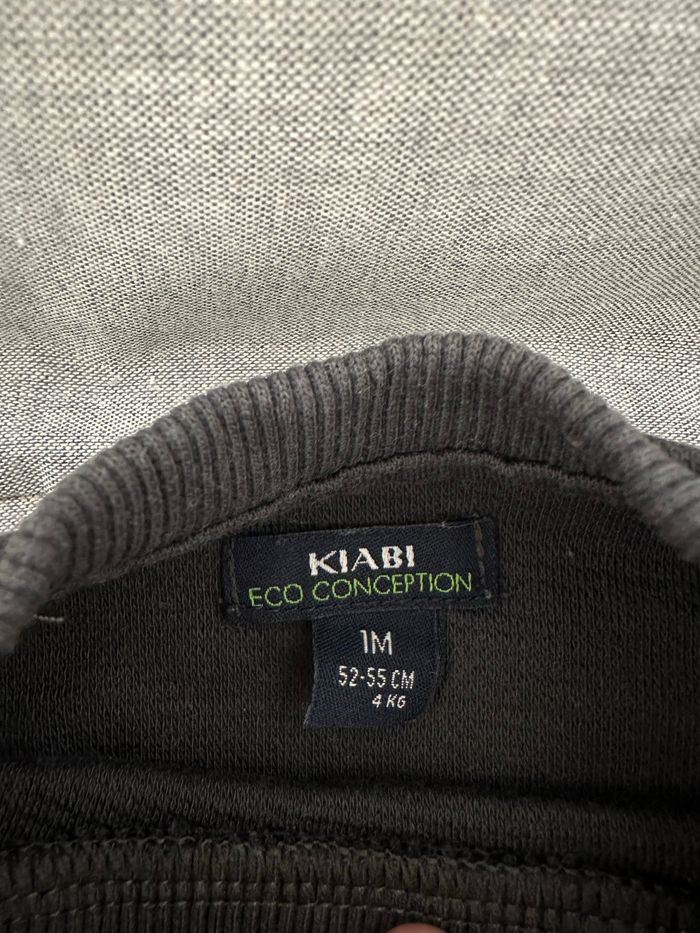 KIABI
ECO CONCEPTION
1M
52-55 CM
4 KG